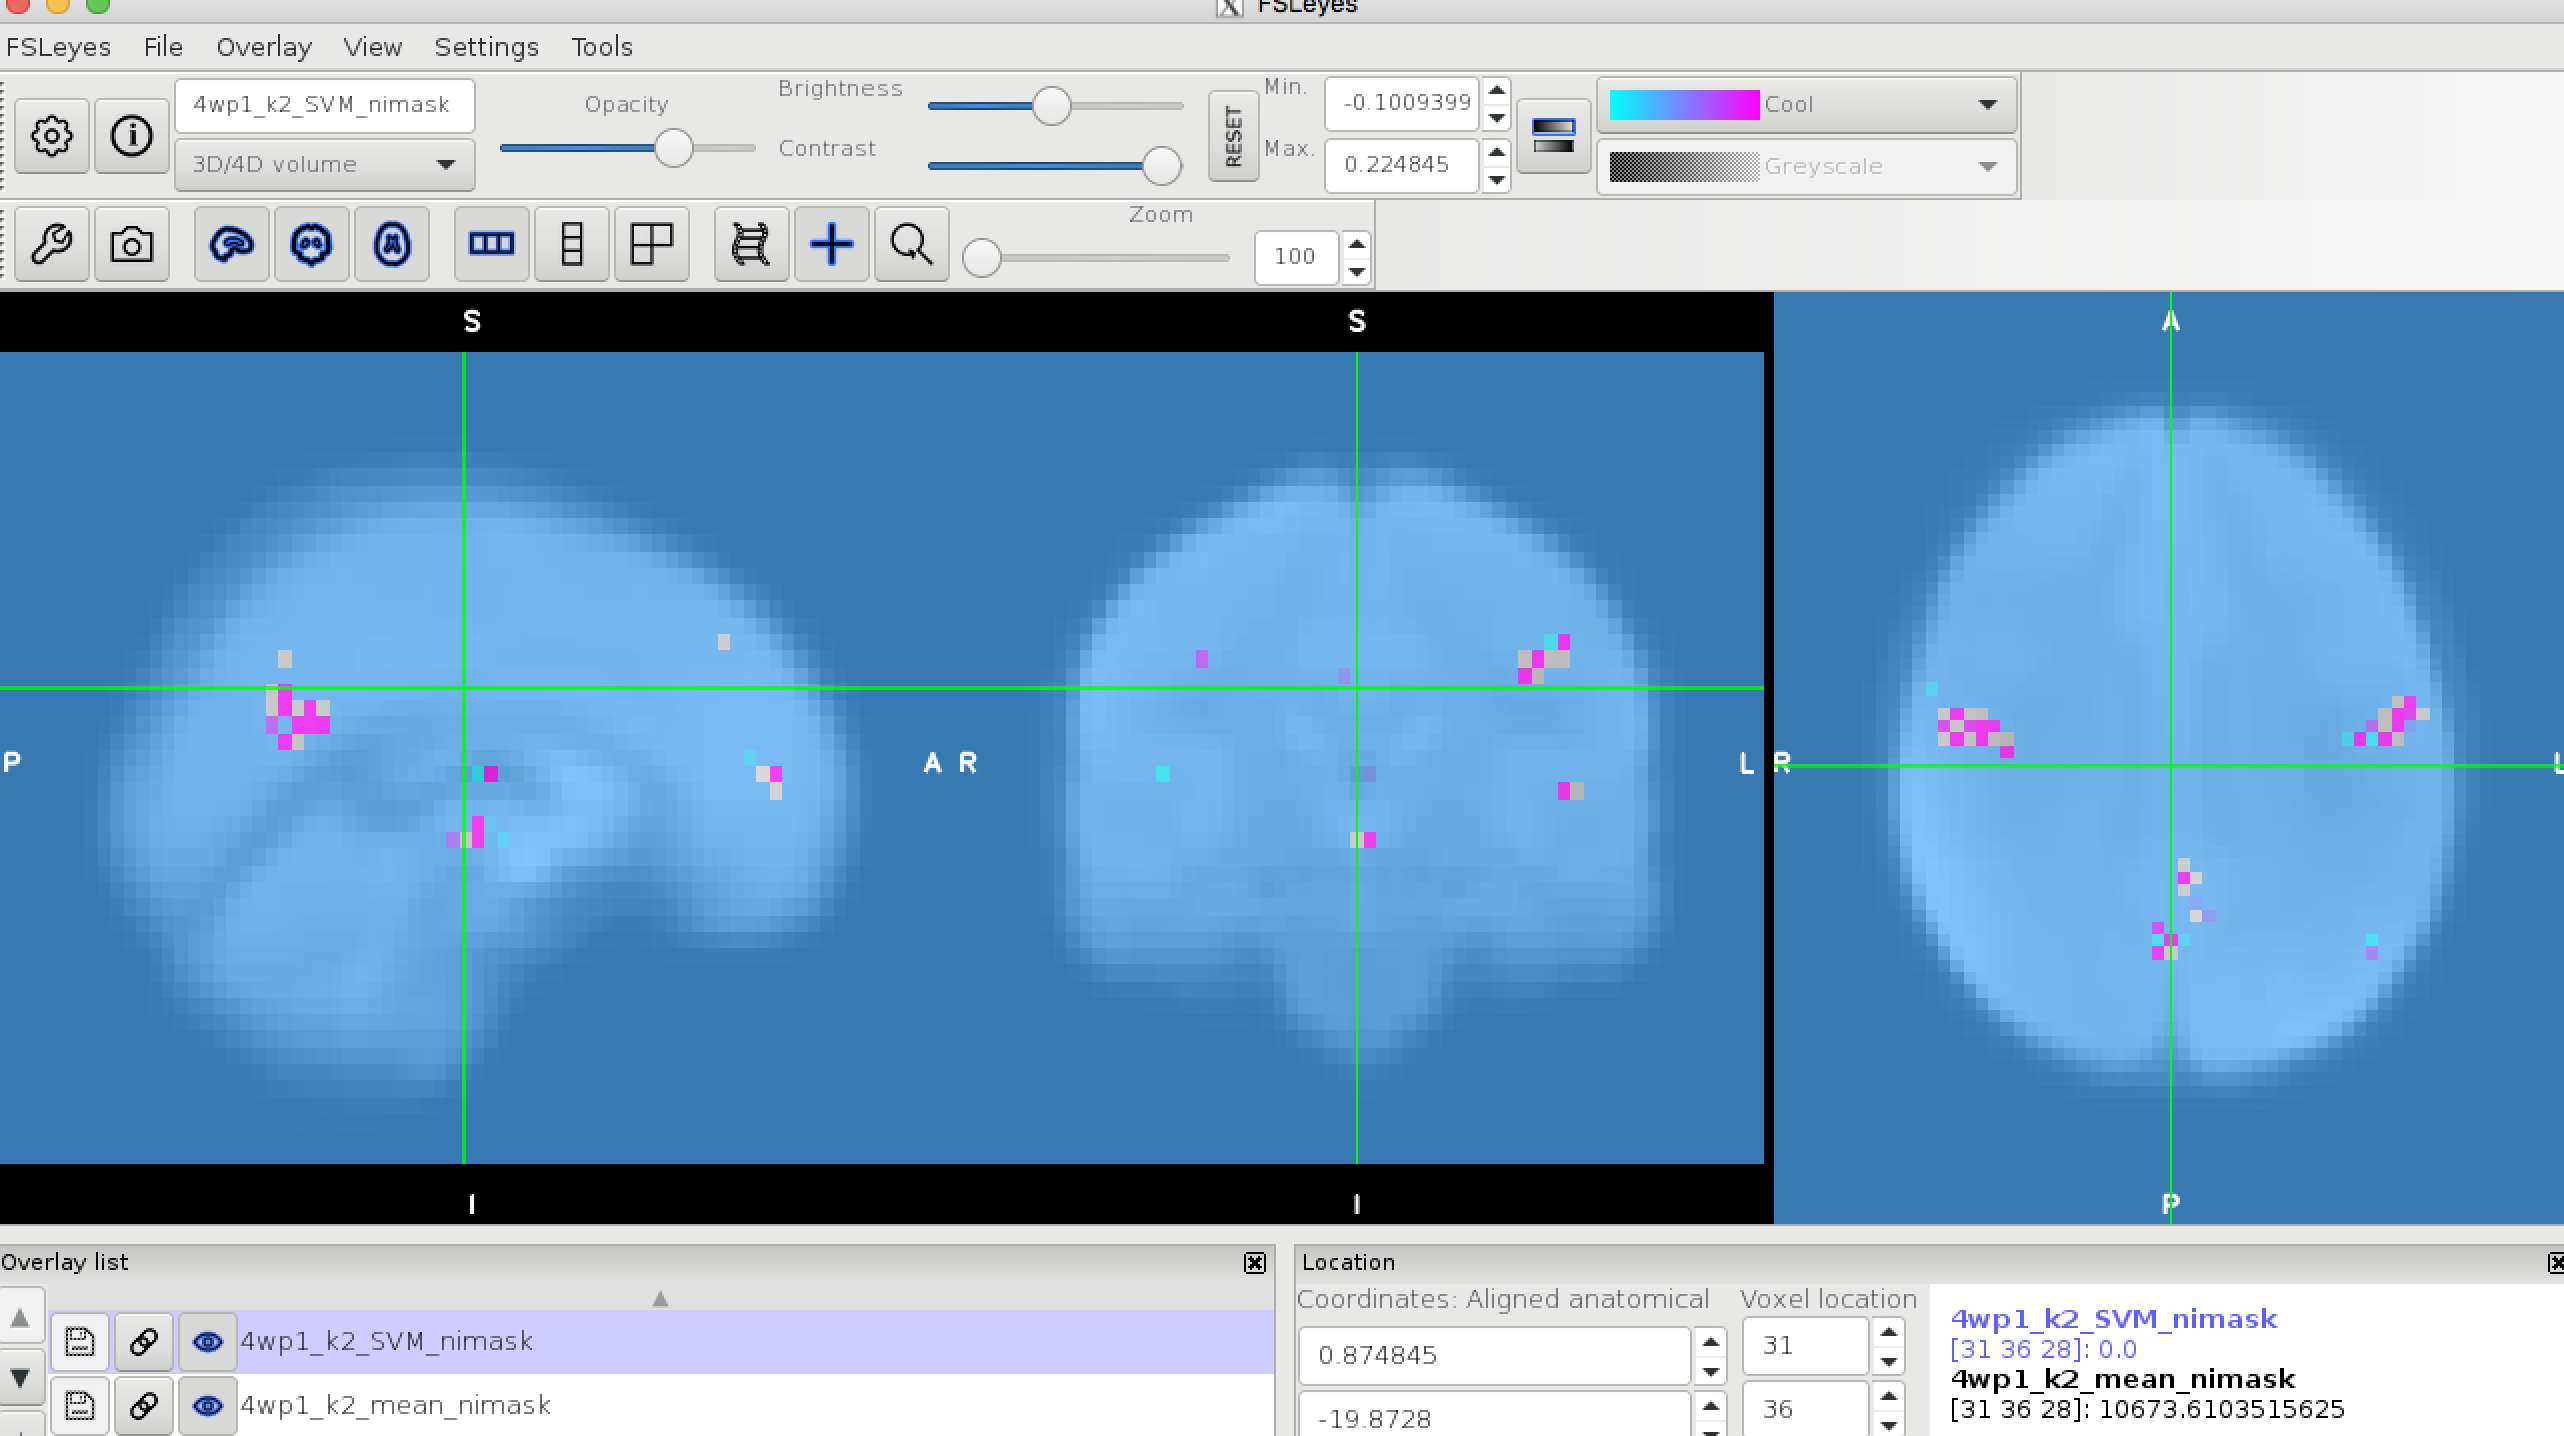 FSLeyes
FSLeyes File Overlay View Settings Tools
4wp1_k2_SVM_nimask
3D/4D volume
Opacity
Brightness
Contrast
RESET
Min.
-0.1009399
Max.
0.224845
Cool
Greyscale
Zoom
100
S
S
A
P
A
R
L
R
L
I
I
P
Overlay list
4wp1_k2_SVM_nimask
4wp1_k2_mean_nimask
Location
Coordinates: Aligned anatomical
Voxel location
0.874845
31
-19.8728
36
4wp1_k2_SVM_nimask
[31 36 28]: 0.0
4wp1_k2_mean_nimask
[31 36 28]: 10673.6103515625